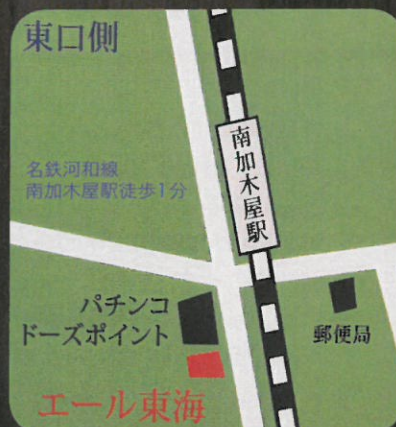 東口側
名鉄河和線
南加木屋駅徒歩1分
南加木屋駅
パチンコ
ドーズポイント
郵便局
エール東海